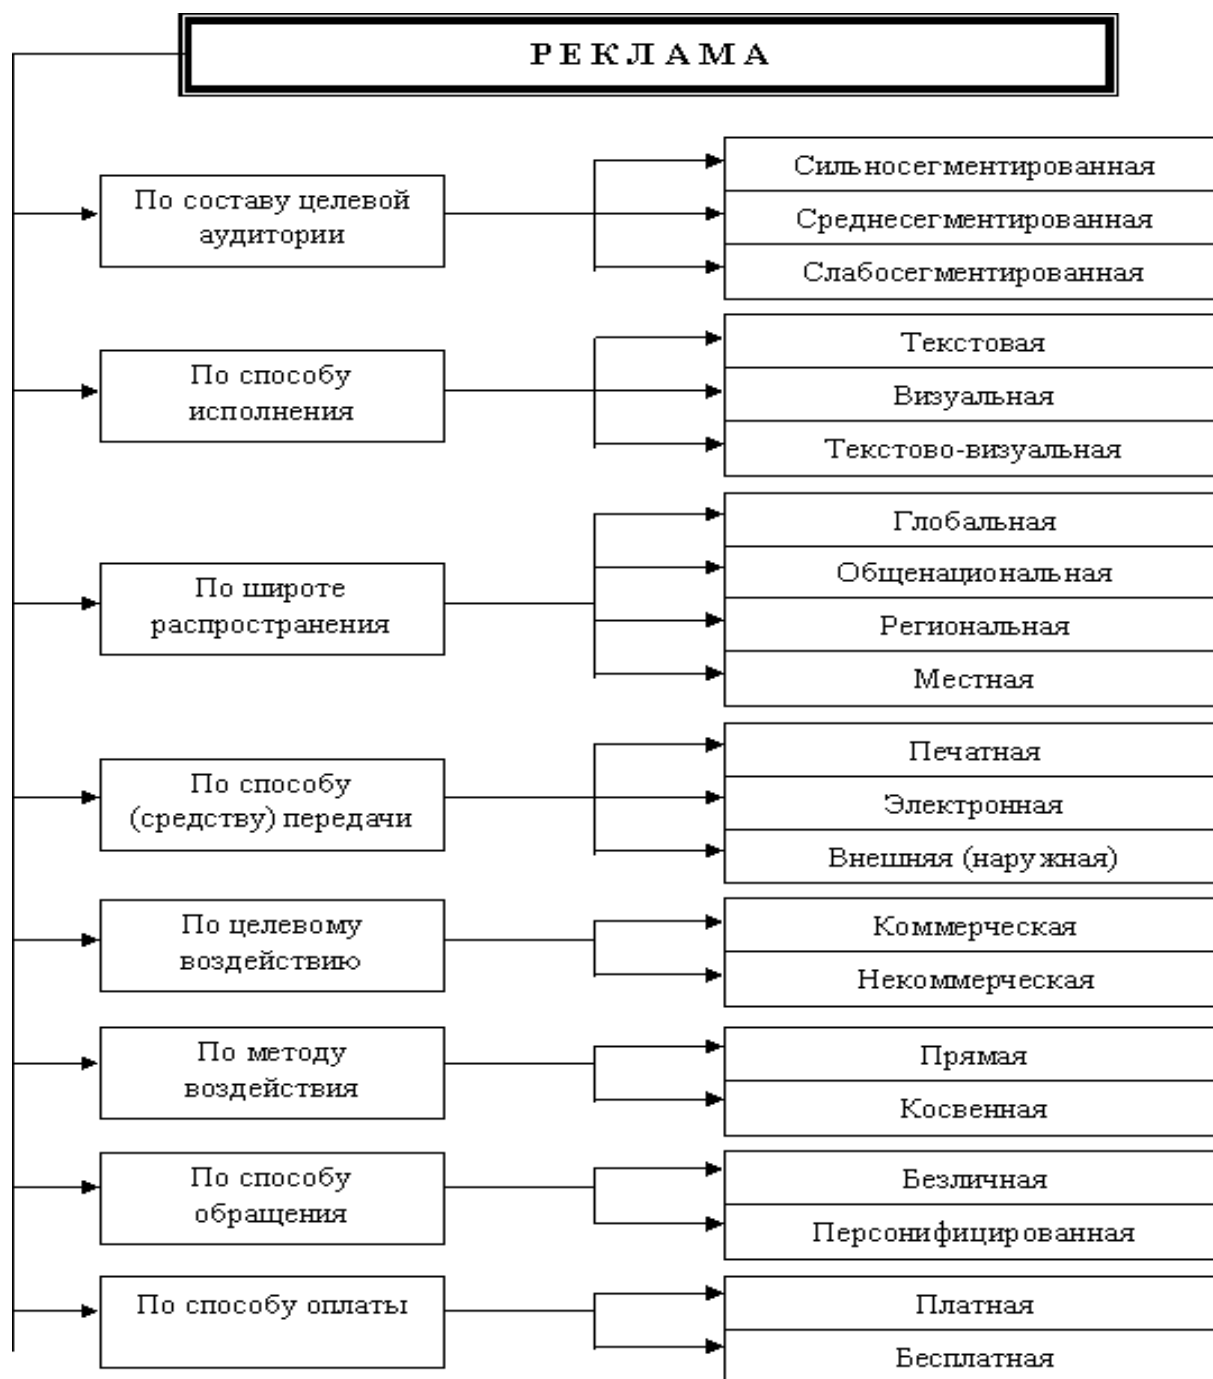 РЕКЛАМА
По составу целевой
аудитории
Сильносегментированная
Среднесегментированная
Слабосегментированная
По способу
исполнения
Текстовая
Визуальная
Текстово-визуальная
По широте
распространения
Глобальная
Общенациональная
Региональная
Местная
По способу
(средству) передачи
Печатная
Электронная
Внешняя (наружная)
По целевому
воздействию
Коммерческая
Некоммерческая
По методу
воздействия
Прямая
Косвенная
По способу
обращения
Безличная
Персонифицированная
По способу оплаты
Платная
Бесплатная